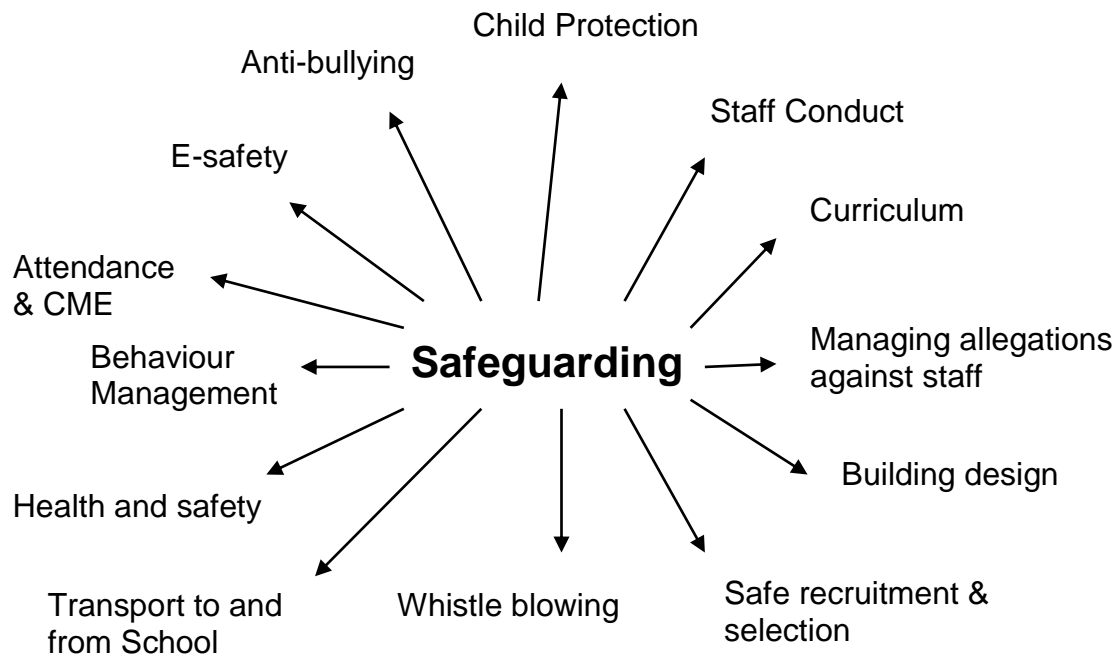 Child Protection
Anti-bullying
Staff Conduct
E-safety
Curriculum
Attendance
& CME
Safeguarding
Managing allegations
against staff
Behaviour
Management
Building design
Health and safety
Transport to and
from School
Whistle blowing
Safe recruitment &
selection